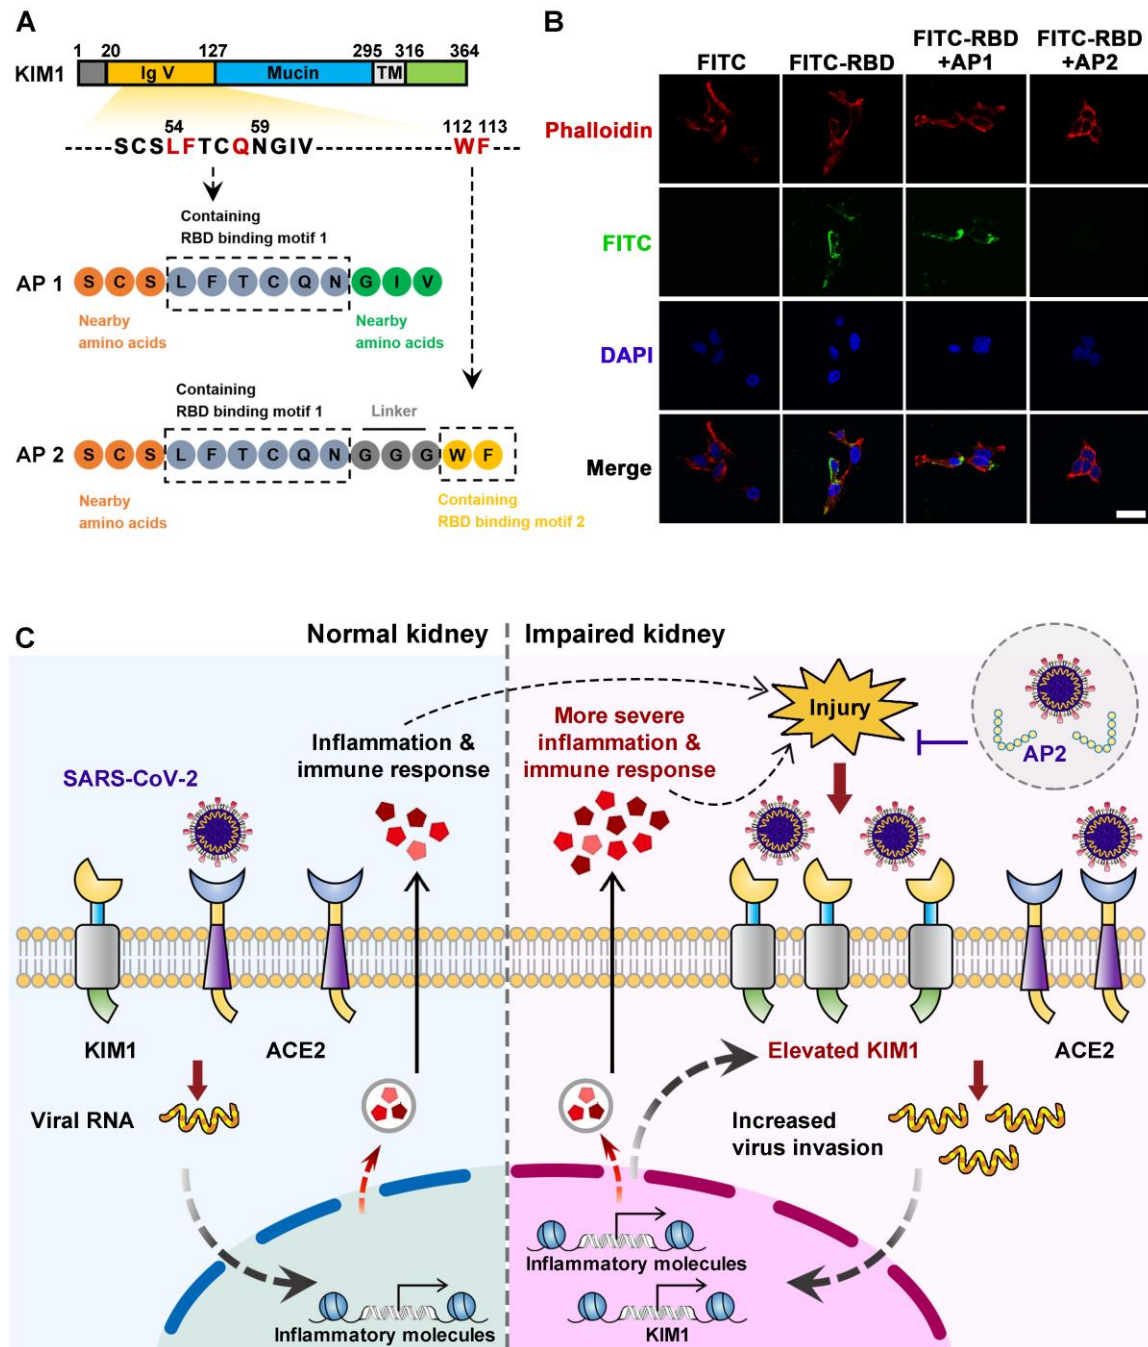 A
1 20 127 295 316 364
KIM1 Ig V Mucin TM
54 59 112 113
------SCSLFTCQNGIV----------------WF----
Containing
RBD binding motif 1
AP 1 S C S L F T C Q N G I V
Nearby
amino acids
Nearby
amino acids
Containing
RBD binding motif 1
Linker
AP 2 S C S L F T C Q N G G G W F
Nearby
amino acids
Containing
RBD binding motif 2
B
FITC
FITC-RBD
FITC-RBD
+AP1
FITC-RBD
+AP2
Phalloidin
FITC
DAPI
Merge
C
Normal kidney
Impaired kidney
Injury
AP2
Inflammation &
immune response
More severe
inflammation &
immune response
SARS-CoV-2
KIM1
ACE2
Elevated KIM1
ACE2
Viral RNA
Increased
virus invasion
Inflammatory molecules
Inflammatory molecules
KIM1